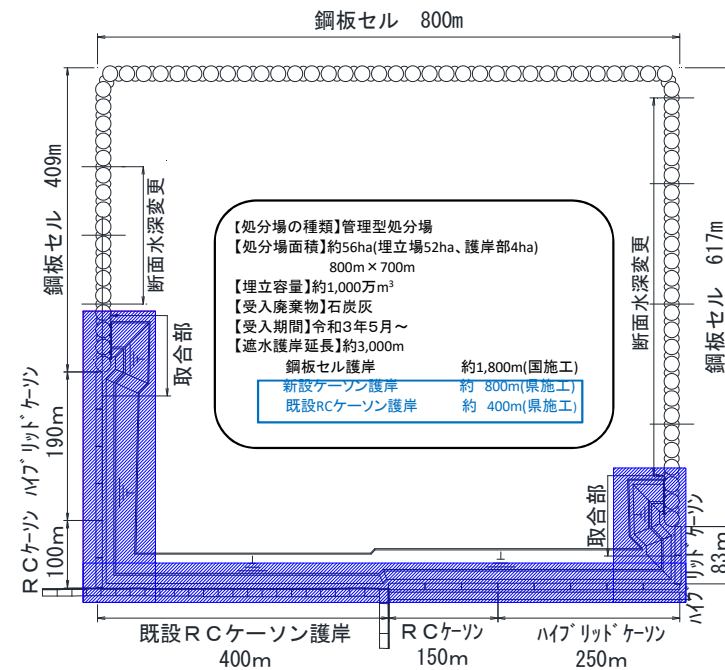 鋼板セル 800m
鋼板セル 409m
断面水深変更
取合部
ハイブリッドケーソン
190m
RCケーソン
100m
【処分場の種類】管理型処分場
【処分場面積】約56ha(埋立場52ha、護岸部4ha)
800m×700m
【埋立容量】約1,000万m³
【受入廃棄物】石炭灰
【受入期間】令和3年5月～
【遮水護岸延長】約3,000m
鋼板セル護岸 約1,800m(国施工)
新設ケーソン護岸 約 800m(県施工)
既設RCケーソン護岸 約 400m(県施工)
断面水深変更
鋼板セル 617m
取合部
ハイブリッドケーソン
83m
既設RCケーソン護岸
400m
RCケーソン
150m
ハイブリッドケーソン
250m